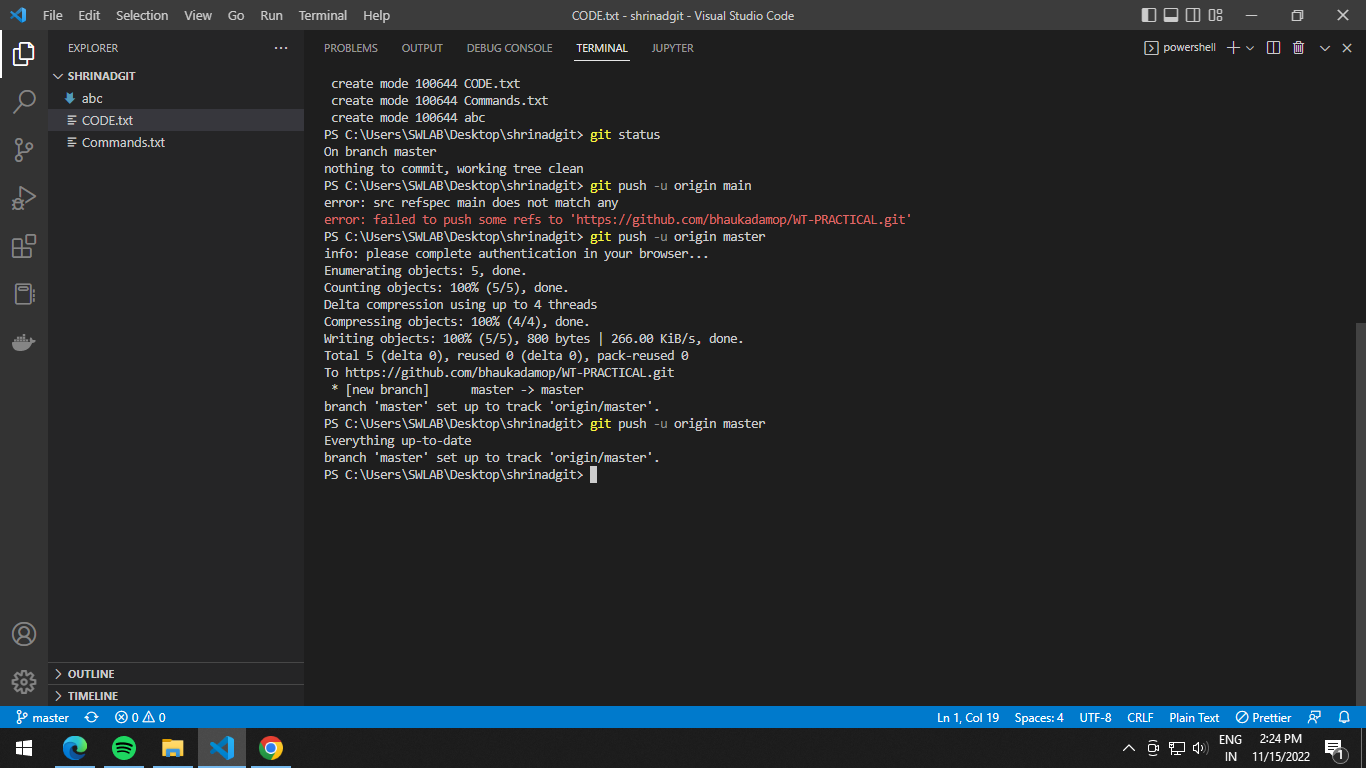 File Edit Selection View Go Run Terminal Help
CODE.txt - shrinadgit - Visual Studio Code
EXPLORER
SHRINADGIT
abc
CODE.txt
Commands.txt
OUTLINE
TIMELINE
PROBLEMS OUTPUT DEBUG CONSOLE TERMINAL JUPYTER
powershell
create mode 100644 CODE.txt
create mode 100644 Commands.txt
create mode 100644 abc
PS C:\Users\SWLAB\Desktop\shrinadgit> git status
On branch master
nothing to commit, working tree clean
PS C:\Users\SWLAB\Desktop\shrinadgit> git push -u origin main
error: src refspec main does not match any
error: failed to push some refs to 'https://github.com/bhaukadamop/WT-PRACTICAL.git'
PS C:\Users\SWLAB\Desktop\shrinadgit> git push -u origin master
info: please complete authentication in your browser...
Enumerating objects: 5, done.
Counting objects: 100% (5/5), done.
Delta compression using up to 4 threads
Compressing objects: 100% (4/4), done.
Writing objects: 100% (5/5), 800 bytes | 266.00 KiB/s, done.
Total 5 (delta 0), reused 0 (delta 0), pack-reused 0
To https://github.com/bhaukadamop/WT-PRACTICAL.git
* [new branch] master -> master
branch 'master' set up to track 'origin/master'.
PS C:\Users\SWLAB\Desktop\shrinadgit> git push -u origin master
Everything up-to-date
branch 'master' set up to track 'origin/master'.
PS C:\Users\SWLAB\Desktop\shrinadgit>
master 0 0
Ln 1, Col 19 Spaces: 4 UTF-8 CRLF Plain Text Prettier
ENG
IN
2:24 PM
11/15/2022
1